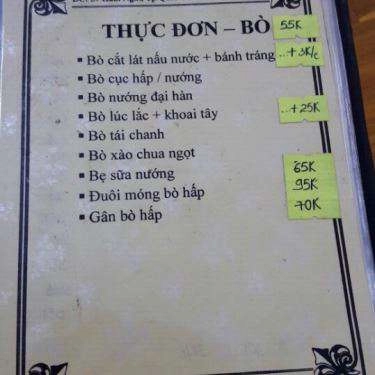 THỰC ĐƠN – BÒ 55K
▪ Bò cắt lát nấu nước + bánh tráng ..+3K/c
▪ Bò cục hấp / nướng
▪ Bò nướng đại hàn
▪ Bò lúc lắc + khoai tây ..+25K
▪ Bò tái chanh
▪ Bò xào chua ngọt
▪ Bẹ sữa nướng 65K
▪ Đuôi móng bò hấp 95K
▪ Gân bò hấp 70K